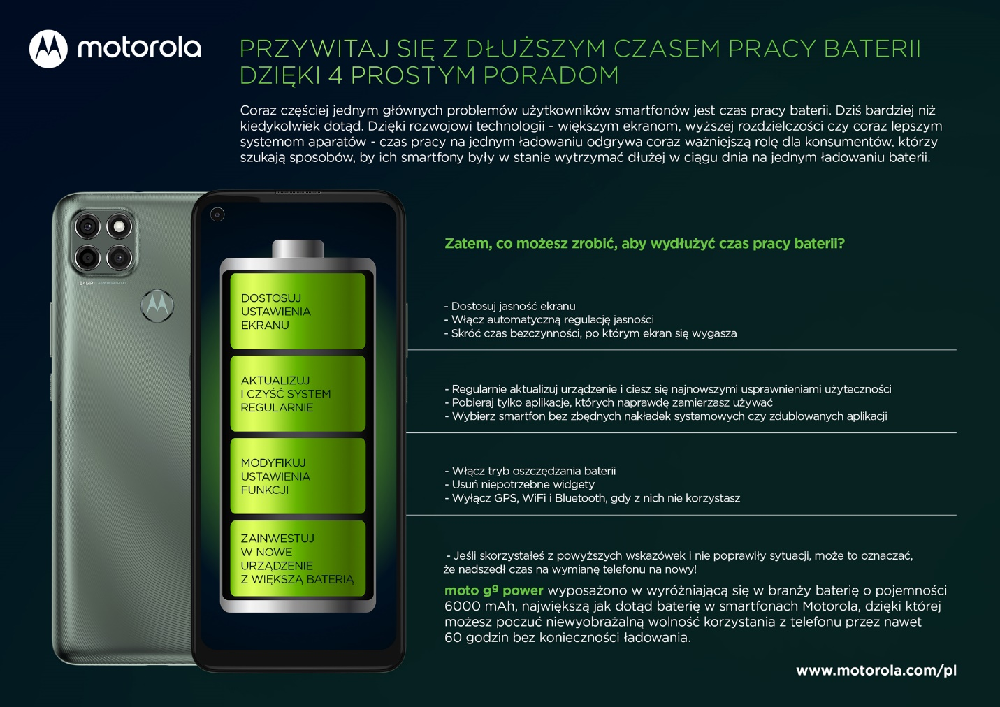 motorola
PRZYWITAJ SIĘ Z DŁUŻSZYM CZASEM PRACY BATERII
DZIĘKI 4 PROSTYM PORADOM
Coraz częściej jednym głównych problemów użytkowników smartfonów jest czas pracy baterii. Dziś bardziej niż
kiedykolwiek dotąd. Dzięki rozwojowi technologii - większym ekranom, wyższej rozdzielczości czy coraz lepszym
systemom aparatów - czas pracy na jednym ładowaniu odgrywa coraz ważniejszą rolę dla konsumentów, którzy
szukają sposobów, by ich smartfony były w stanie wytrzymać dłużej w ciągu dnia na jednym ładowaniu baterii.
Zatem, co możesz zrobić, aby wydłużyć czas pracy baterii?
64MP
DOSTOSUJ
USTAWIENIA
EKRANU
- Dostosuj jasność ekranu
- Włącz automatyczną regulację jasności
- Skróć czas bezczynności, po którym ekran się wygasza
AKTUALIZUJ
I CZYŚĆ SYSTEM
REGULARNIE
- Regularnie aktualizuj urządzenie i ciesz się najnowszymi usprawnieniami użyteczności
- Pobieraj tylko aplikacje, których naprawdę zamierzasz używać
- Wybierz smartfon bez zbędnych nakładek systemowych czy zdublowanych aplikacji
MODYFIKUJ
USTAWIENIA
FUNKCJI
- Włącz tryb oszczędzania baterii
- Usuń niepotrzebne widgety
- Wyłącz GPS, WiFi i Bluetooth, gdy z nich nie korzystasz
ZAINWESTUJ
W NOWE
URZĄDZENIE
Z WIĘKSZĄ BATERIĄ
- Jeśli skorzystałeś z powyższych wskazówek i nie poprawiły sytuacji, może to oznaczać,
że nadszedł czas na wymianę telefonu na nowy!
moto g9 power wyposażono w wyróżniającą się w branży baterię o pojemności
6000 mAh, największą jak dotąd baterię w smartfonach Motorola, dzięki której
możesz poczuć niewyobrażalną wolność korzystania z telefonu przez nawet
60 godzin bez konieczności ładowania.
www.motorola.com/pl